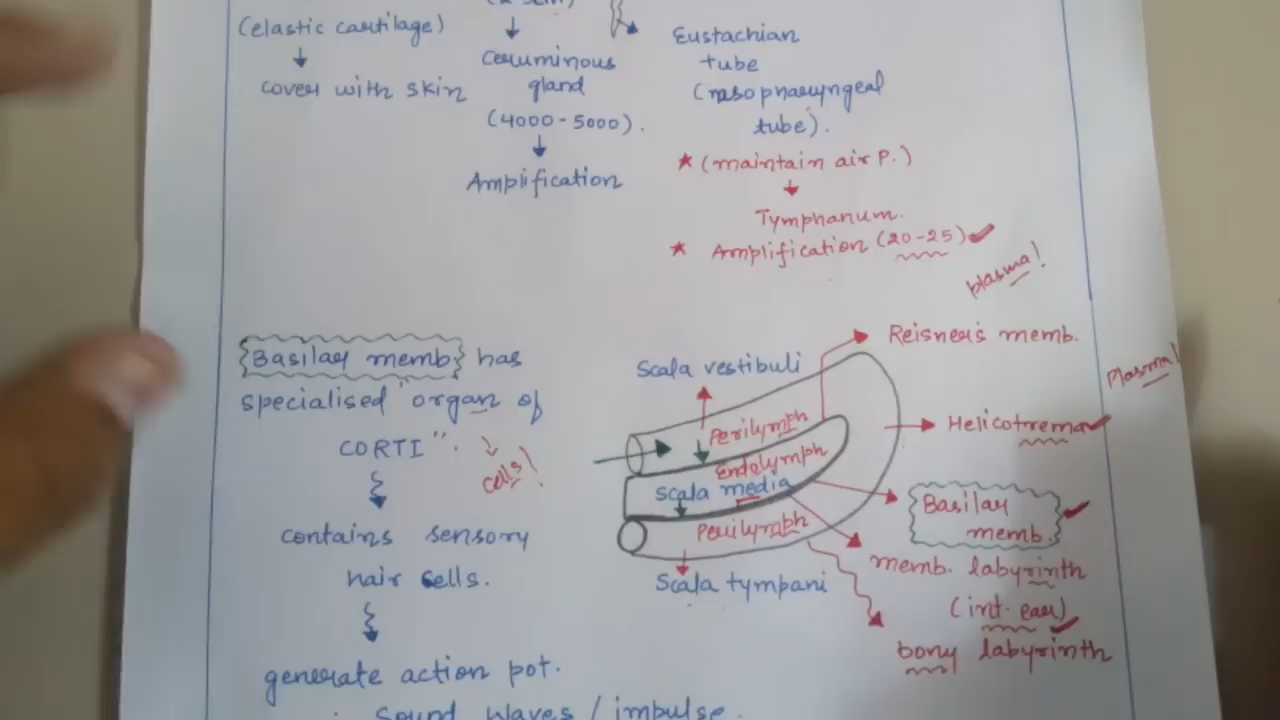 (elastic cartilage)
cover with skin
Ceruminous
gland
(4000-5000).
Amplification
Eustachian
tube
(nasopharyngeal
tube).
★ (maintain air P.)
Tymphanum.
★ Amplification (20-25)
plasma!
Basilar memb. has
specialised "organ of
CORTI".
cells!
contains sensory
hair cells.
generate action pot.
Sound waves / impulse.
Scala vestibuli
Reisner's memb.
Plasma!
Perilymph
Helicotrema
Endolymph
Scala media
Basilar
memb.
Perilymph
memb. labyrinth
Scala tympani
(int. ear)
bony labyrinth